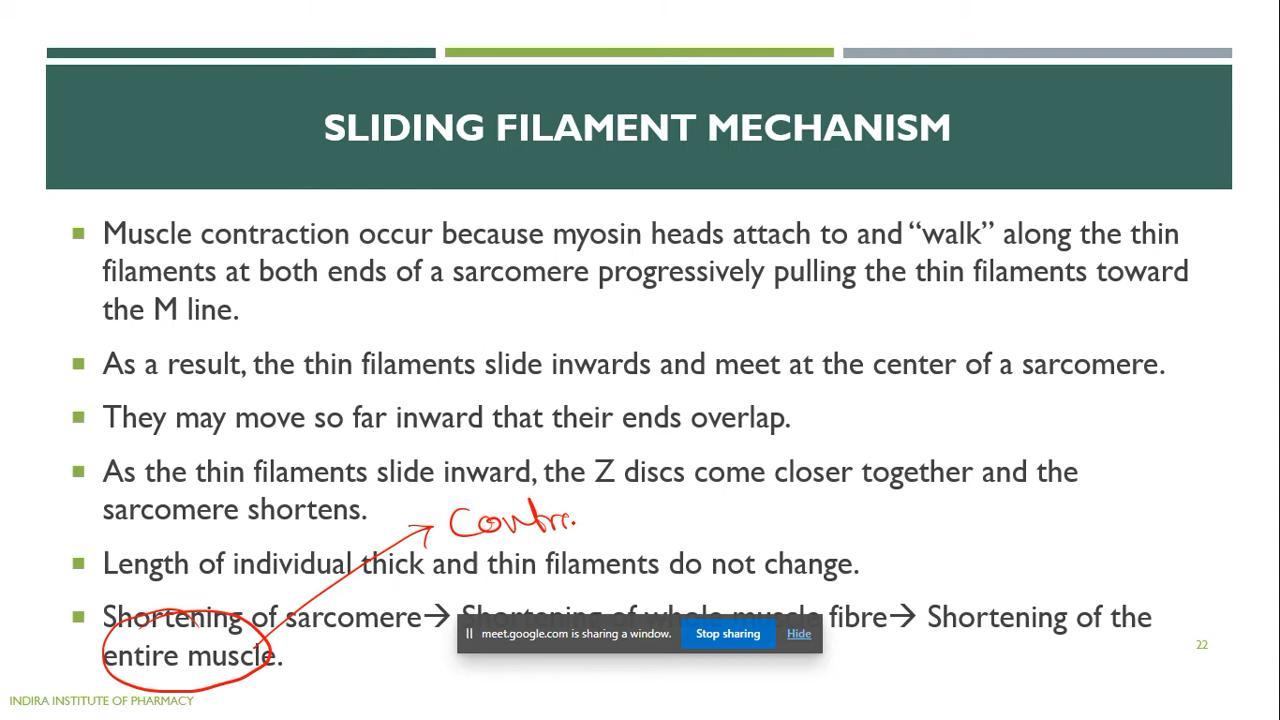 SLIDING FILAMENT MECHANISM
Muscle contraction occur because myosin heads attach to and “walk” along the thin
filaments at both ends of a sarcomere progressively pulling the thin filaments toward
the M line.
As a result, the thin filaments slide inwards and meet at the center of a sarcomere.
They may move so far inward that their ends overlap.
As the thin filaments slide inward, the Z discs come closer together and the
sarcomere shortens.
Contre.
Length of individual thick and thin filaments do not change.
Shortening of sarcomere→ Shortening of whole muscle fibre→ Shortening of the
meet.google.com is sharing a window. Stop sharing Hide
entire muscle.
22
INDIRA INSTITUTE OF PHARMACY